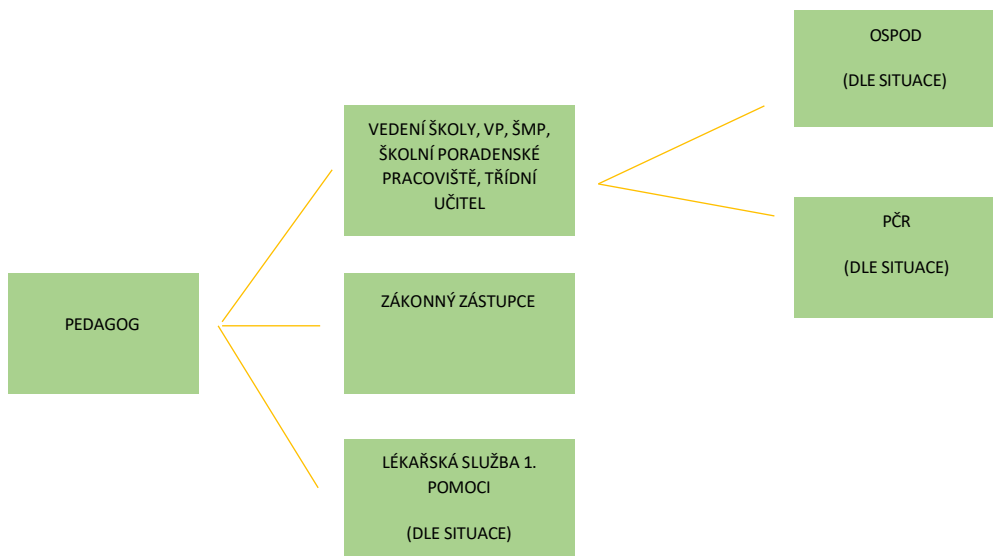 PEDAGOG
VEDENÍ ŠKOLY, VP, ŠMP,
ŠKOLNÍ PORADENSKÉ
PRACOVIŠTĚ, TŘÍDNÍ
UČITEL
ZÁKONNÝ ZÁSTUPCE
LÉKAŘSKÁ SLUŽBA 1.
POMOCI
(DLE SITUACE)
OSPOD
(DLE SITUACE)
PČR
(DLE SITUACE)